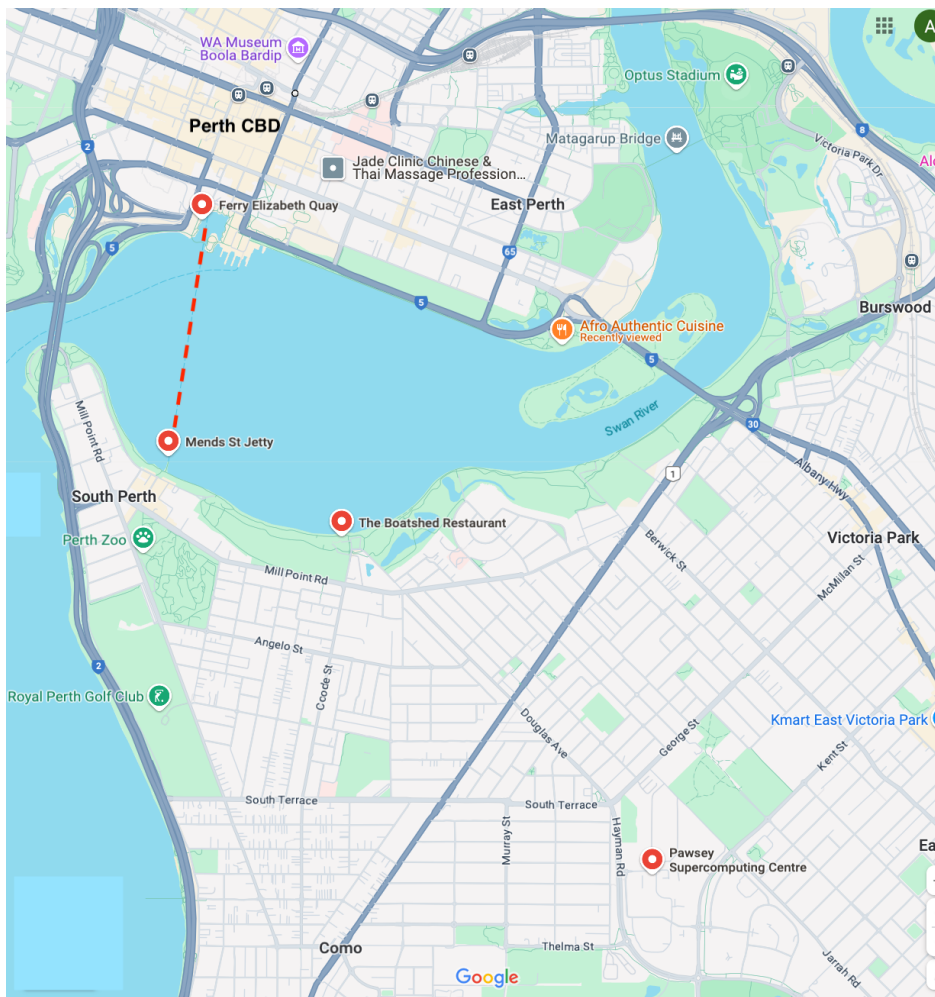 WA Museum
Boola Bardip
A
Optus Stadium
8
Perth CBD
2
Matagarup Bridge
Victoria Park Dr
Jade Clinic Chinese &
Thai Massage Profession...
Ferry Elizabeth Quay
East Perth
5
65
5
Burswood
Afro Authentic Cuisine
Recently viewed
5
Swan River
30
Mill Point Rd
Mends St Jetty
1
Albany Hwy
South Perth
The Boatshed Restaurant
Perth Zoo
Berwick St
Victoria Park
McMillan St
Mill Point Rd
Angelo St
2
Coode St
Royal Perth Golf Club
Douglas Ave
George St
Kmart East Victoria Park
Kent St
South Terrace
South Terrace
Murray St
Hayman Rd
Pawsey
Supercomputing Centre
Como
Thelma St
Jarrah Rd
Google